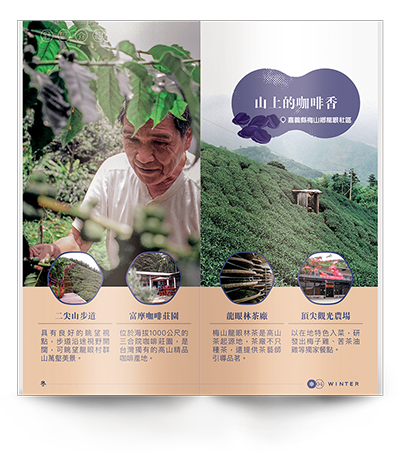 山上的咖啡香
嘉義縣梅山鄉龍眼社區
二尖山步道
具有良好的眺望視
點，步道沿途視野開
闊，可眺望龍眼村群
山萬壑美景。
富摩咖啡莊園
位於海拔1000公尺的
三合院咖啡莊園，是
台灣獨有的高山精品
咖啡產地。
龍眼林茶廠
梅山龍眼林茶是高山
茶起源地，茶廠不只
種茶，還提供茶藝師
引導品茗。
頂尖觀光農場
以在地特色入菜，研
發出梅子雞、苦茶油
雞等獨家餐點。
冬
冬 04 WINTER